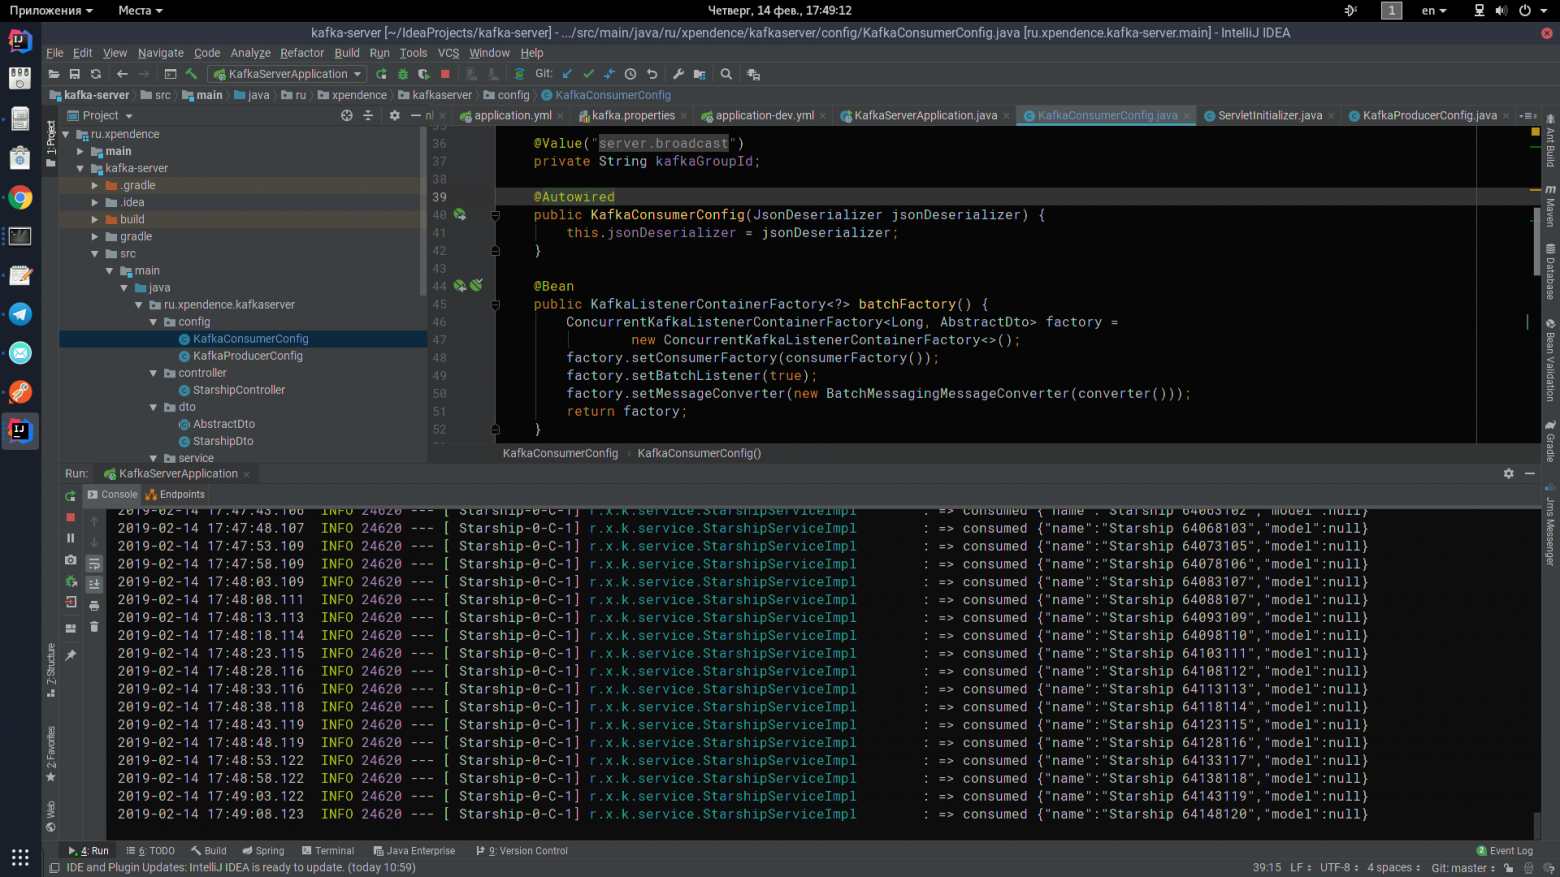 Приложения Места Четверг, 14 фев., 17:49:12 1 en
kafka-server [~/IdeaProjects/kafka-server] - .../src/main/java/ru/xpendence/kafkaserver/config/KafkaConsumerConfig.java [ru.xpendence.kafka-server.main] - IntelliJ IDEA
File Edit View Navigate Code Analyze Refactor Build Run Tools VCS Window Help
KafkaServerApplication Git:
kafka-server src main java ru xpendence kafkaserver config KafkaConsumerConfig
Project application.yml kafka.properties application-dev.yml KafkaServerApplication.java KafkaConsumerConfig.java ServletInitializer.java KafkaProducerConfig.java
1: Project
ru.xpendence
main
kafka-server
.gradle
.idea
build
gradle
src
main
java
ru.xpendence.kafkaserver
config
KafkaConsumerConfig
KafkaProducerConfig
controller
StarshipController
dto
AbstractDto
StarshipDto
service
36 @Value("server.broadcast")
37 private String kafkaGroupId;
38
39 @Autowired
40 public KafkaConsumerConfig(JsonDeserializer jsonDeserializer) {
41 this.jsonDeserializer = jsonDeserializer;
42 }
43
44 @Bean
45 public KafkaListenerContainerFactory<?> batchFactory() {
46 ConcurrentKafkaListenerContainerFactory<Long, AbstractDto> factory =
47 new ConcurrentKafkaListenerContainerFactory<>();
48 factory.setConsumerFactory(consumerFactory());
49 factory.setBatchListener(true);
50 factory.setMessageConverter(new BatchMessagingMessageConverter(converter()));
51 return factory;
52 }
KafkaConsumerConfig › KafkaConsumerConfig()
Ant Build
Maven
Database
Bean Validation
Gradle
Jms Messenger
Run: KafkaServerApplication
Console Endpoints
2019-02-14 17:47:43.106 INFO 24620 --- [ Starship-0-C-1] r.x.k.service.StarshipServiceImpl : => consumed {"name":"Starship 64063102","model":null}
2019-02-14 17:47:48.107 INFO 24620 --- [ Starship-0-C-1] r.x.k.service.StarshipServiceImpl : => consumed {"name":"Starship 64068103","model":null}
2019-02-14 17:47:53.109 INFO 24620 --- [ Starship-0-C-1] r.x.k.service.StarshipServiceImpl : => consumed {"name":"Starship 64073105","model":null}
2019-02-14 17:47:58.109 INFO 24620 --- [ Starship-0-C-1] r.x.k.service.StarshipServiceImpl : => consumed {"name":"Starship 64078106","model":null}
2019-02-14 17:48:03.109 INFO 24620 --- [ Starship-0-C-1] r.x.k.service.StarshipServiceImpl : => consumed {"name":"Starship 64083107","model":null}
2019-02-14 17:48:08.111 INFO 24620 --- [ Starship-0-C-1] r.x.k.service.StarshipServiceImpl : => consumed {"name":"Starship 64088107","model":null}
2019-02-14 17:48:13.113 INFO 24620 --- [ Starship-0-C-1] r.x.k.service.StarshipServiceImpl : => consumed {"name":"Starship 64093109","model":null}
2019-02-14 17:48:18.114 INFO 24620 --- [ Starship-0-C-1] r.x.k.service.StarshipServiceImpl : => consumed {"name":"Starship 64098110","model":null}
2019-02-14 17:48:23.115 INFO 24620 --- [ Starship-0-C-1] r.x.k.service.StarshipServiceImpl : => consumed {"name":"Starship 64103111","model":null}
2019-02-14 17:48:28.116 INFO 24620 --- [ Starship-0-C-1] r.x.k.service.StarshipServiceImpl : => consumed {"name":"Starship 64108112","model":null}
2019-02-14 17:48:33.116 INFO 24620 --- [ Starship-0-C-1] r.x.k.service.StarshipServiceImpl : => consumed {"name":"Starship 64113113","model":null}
2019-02-14 17:48:38.118 INFO 24620 --- [ Starship-0-C-1] r.x.k.service.StarshipServiceImpl : => consumed {"name":"Starship 64118114","model":null}
2019-02-14 17:48:43.119 INFO 24620 --- [ Starship-0-C-1] r.x.k.service.StarshipServiceImpl : => consumed {"name":"Starship 64123115","model":null}
2019-02-14 17:48:48.119 INFO 24620 --- [ Starship-0-C-1] r.x.k.service.StarshipServiceImpl : => consumed {"name":"Starship 64128116","model":null}
2019-02-14 17:48:53.122 INFO 24620 --- [ Starship-0-C-1] r.x.k.service.StarshipServiceImpl : => consumed {"name":"Starship 64133117","model":null}
2019-02-14 17:48:58.122 INFO 24620 --- [ Starship-0-C-1] r.x.k.service.StarshipServiceImpl : => consumed {"name":"Starship 64138118","model":null}
2019-02-14 17:49:03.122 INFO 24620 --- [ Starship-0-C-1] r.x.k.service.StarshipServiceImpl : => consumed {"name":"Starship 64143119","model":null}
2019-02-14 17:49:08.123 INFO 24620 --- [ Starship-0-C-1] r.x.k.service.StarshipServiceImpl : => consumed {"name":"Starship 64148120","model":null}
7: Structure
2: Favorites
Web
4: Run 6: TODO Build Spring Terminal Java Enterprise 9: Version Control 2 Event Log
IDE and Plugin Updates: IntelliJ IDEA is ready to update. (today 10:59) 39:15 LF UTF-8 4 spaces Git: master